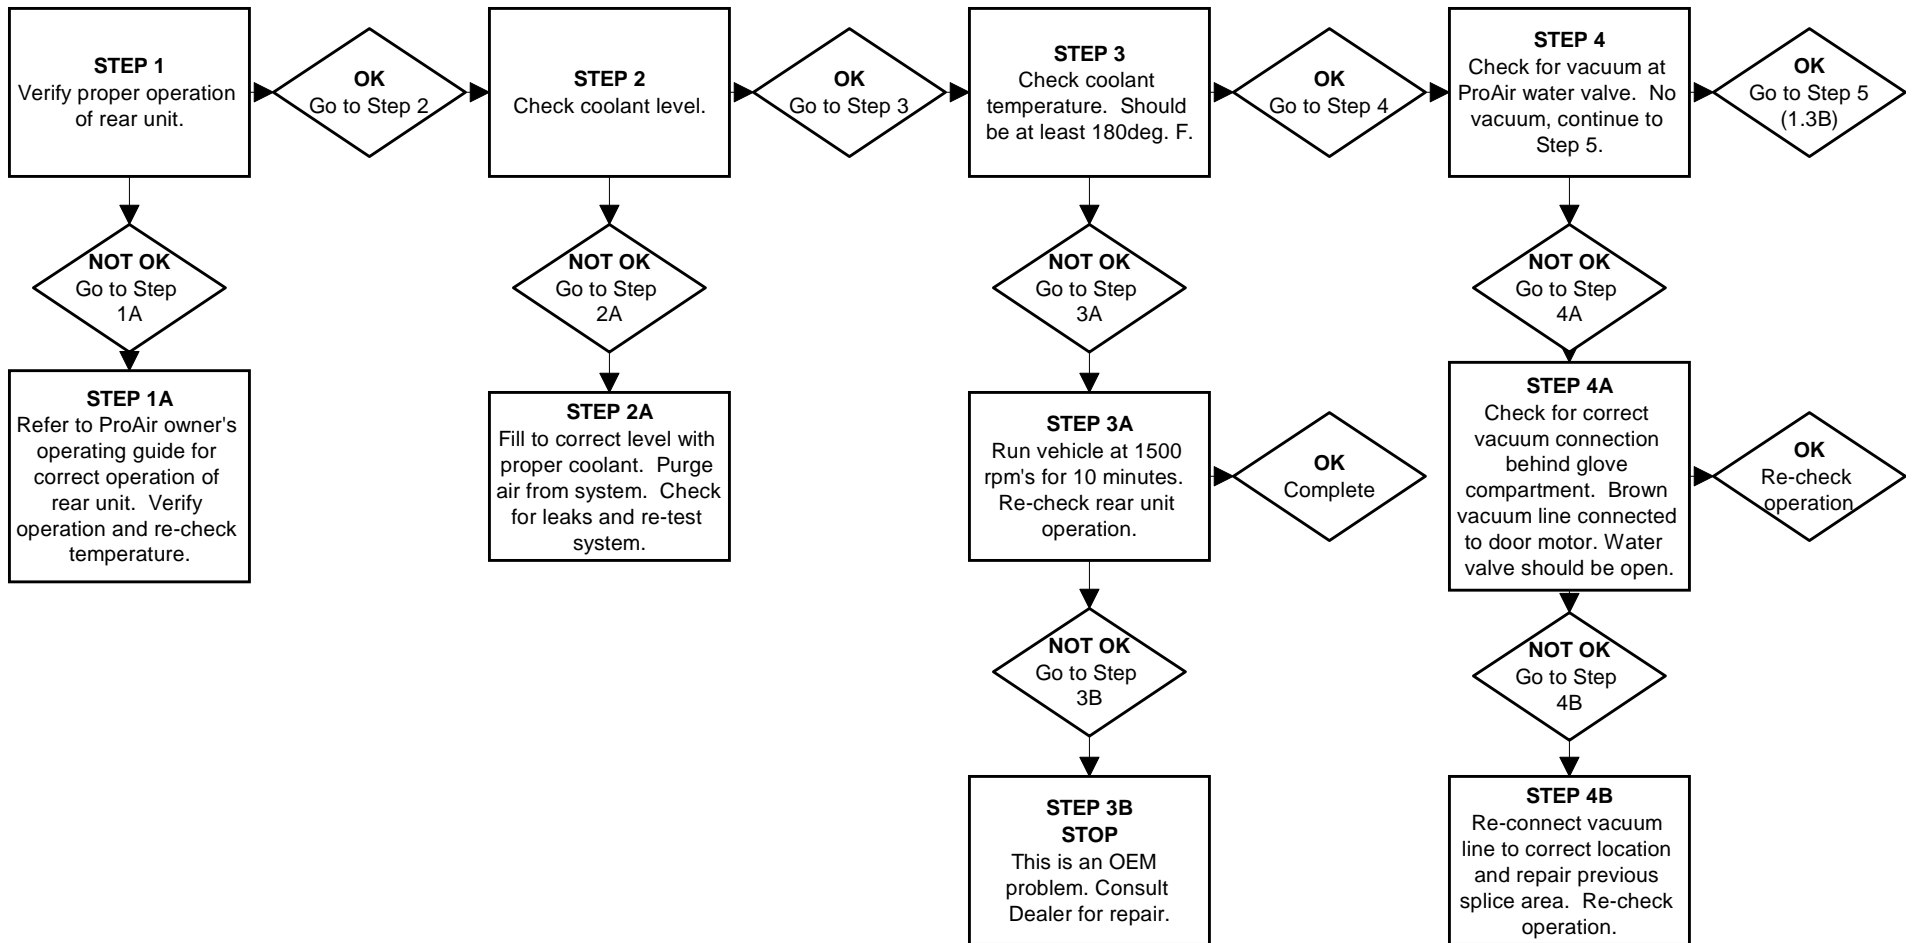 STEP 1
Verify proper operation
of rear unit.
OK
Go to Step 2
STEP 2
Check coolant level.
OK
Go to Step 3
STEP 3
Check coolant
temperature.  Should
be at least 180deg. F.
OK
Go to Step 4
STEP 4
Check for vacuum at
ProAir water valve.  No
vacuum, continue to
Step 5.
OK
Go to Step 5
(1.3B)
NOT OK
Go to Step
1A
NOT OK
Go to Step
2A
NOT OK
Go to Step
3A
NOT OK
Go to Step
4A
STEP 1A
Refer to ProAir owner's
operating guide for
correct operation of
rear unit.  Verify
operation and re-check
temperature.
STEP 2A
Fill to correct level with
proper coolant.  Purge
air from system.  Check
for leaks and re-test
system.
STEP 3A
Run vehicle at 1500
rpm's for 10 minutes.
Re-check rear unit
operation.
OK
Complete
STEP 4A
Check for correct
vacuum connection
behind glove
compartment.  Brown
vacuum line connected
to door motor. Water
valve should be open.
OK
Re-check
operation
NOT OK
Go to Step
3B
NOT OK
Go to Step
4B
STEP 3B
STOP
This is an OEM
problem. Consult
Dealer for repair.
STEP 4B
Re-connect vacuum
line to correct location
and repair previous
splice area.  Re-check
operation.